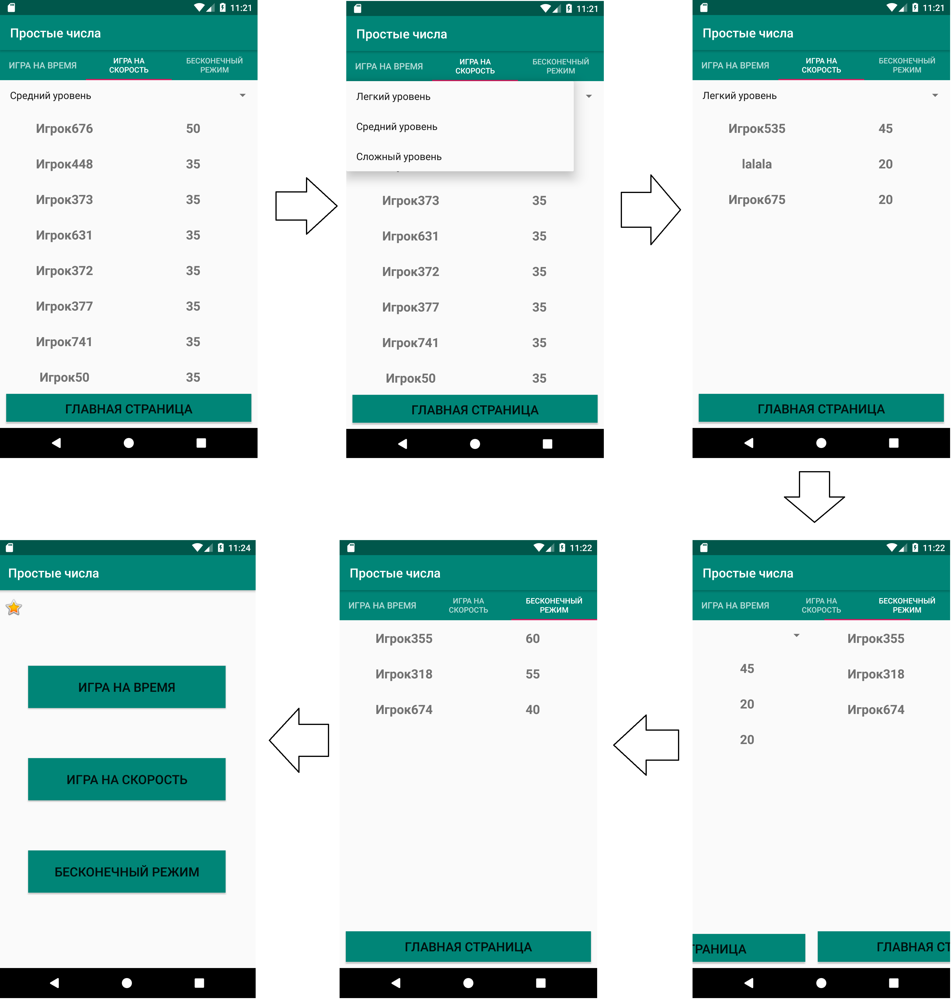 11:21
Простые числа
ИГРА НА ВРЕМЯ
ИГРА НА
СКОРОСТЬ
БЕСКОНЕЧНЫЙ
РЕЖИМ
Средний уровень
Игрок676 50
Игрок448 35
Игрок373 35
Игрок631 35
Игрок372 35
Игрок377 35
Игрок741 35
Игрок50 35
ГЛАВНАЯ СТРАНИЦА
11:21
Простые числа
ИГРА НА ВРЕМЯ
ИГРА НА
СКОРОСТЬ
БЕСКОНЕЧНЫЙ
РЕЖИМ
Легкий уровень
Средний уровень
Сложный уровень
Игрок373 35
Игрок631 35
Игрок372 35
Игрок377 35
Игрок741 35
Игрок50 35
ГЛАВНАЯ СТРАНИЦА
11:21
Простые числа
ИГРА НА ВРЕМЯ
ИГРА НА
СКОРОСТЬ
БЕСКОНЕЧНЫЙ
РЕЖИМ
Легкий уровень
Игрок535 45
lalala 20
Игрок675 20
ГЛАВНАЯ СТРАНИЦА
11:22
Простые числа
ИГРА НА ВРЕМЯ
ИГРА НА
СКОРОСТЬ
БЕСКОНЕЧНЫЙ
РЕЖИМ
Игрок355
45
Игрок318
20
Игрок674
20
ТРАНИЦА
ГЛАВНАЯ СТ
11:22
Простые числа
ИГРА НА ВРЕМЯ
ИГРА НА
СКОРОСТЬ
БЕСКОНЕЧНЫЙ
РЕЖИМ
Игрок355 60
Игрок318 55
Игрок674 40
ГЛАВНАЯ СТРАНИЦА
11:24
Простые числа
ИГРА НА ВРЕМЯ
ИГРА НА СКОРОСТЬ
БЕСКОНЕЧНЫЙ РЕЖИМ